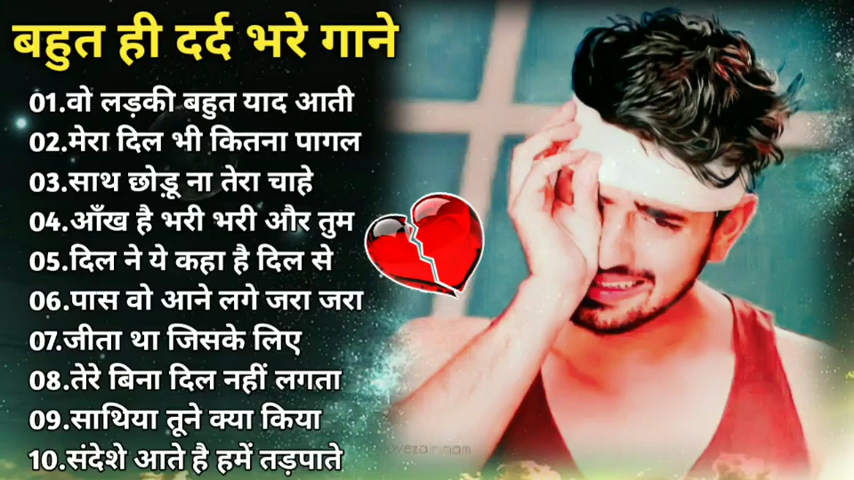 बहुत ही दर्द भरे गाने
01.वो लड़की बहुत याद आती
02.मेरा दिल भी कितना पागल
03.साथ छोडू ना तेरा चाहे
04.आँख है भरी भरी और तुम
05.दिल ने ये कहा है दिल से
06.पास वो आने लगे जरा जरा
07.जीता था जिसके लिए
08.तेरे बिना दिल नहीं लगता
09.साथिया तूने क्या किया
10.संदेशे आते है हमें तड़पाते